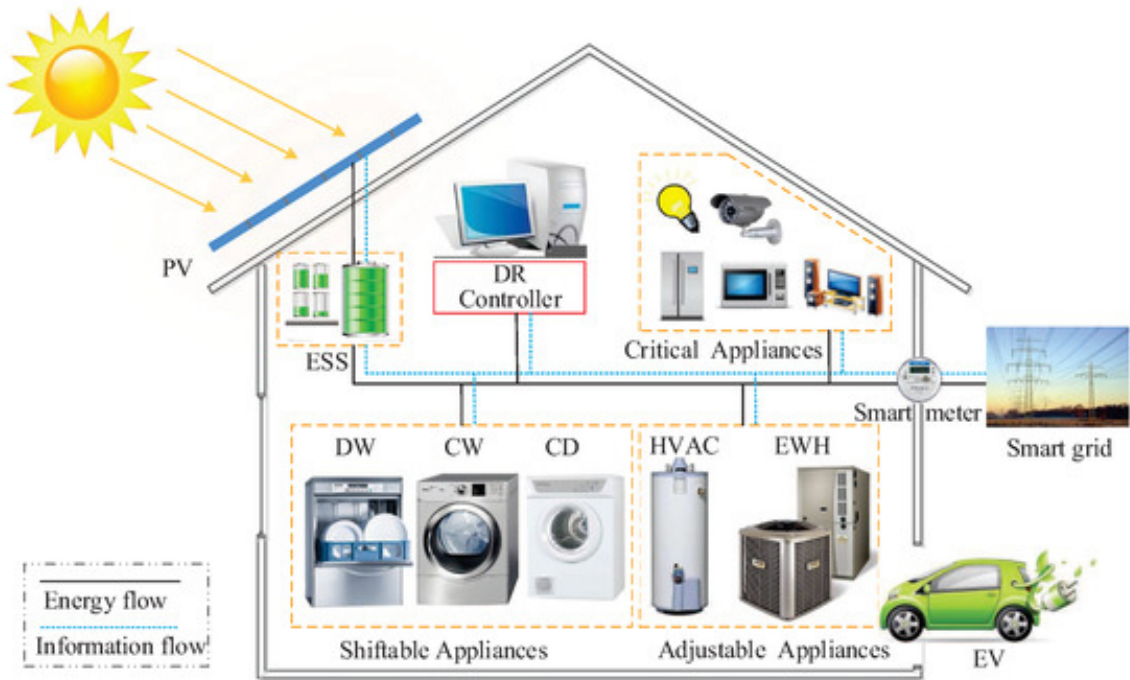 PV
DR
Controller
ESS
Critical Appliances
Smart meter
Smart grid
DW
CW
CD
HVAC
EWH
Shiftable Appliances
Adjustable Appliances
EV
Energy flow
Information flow